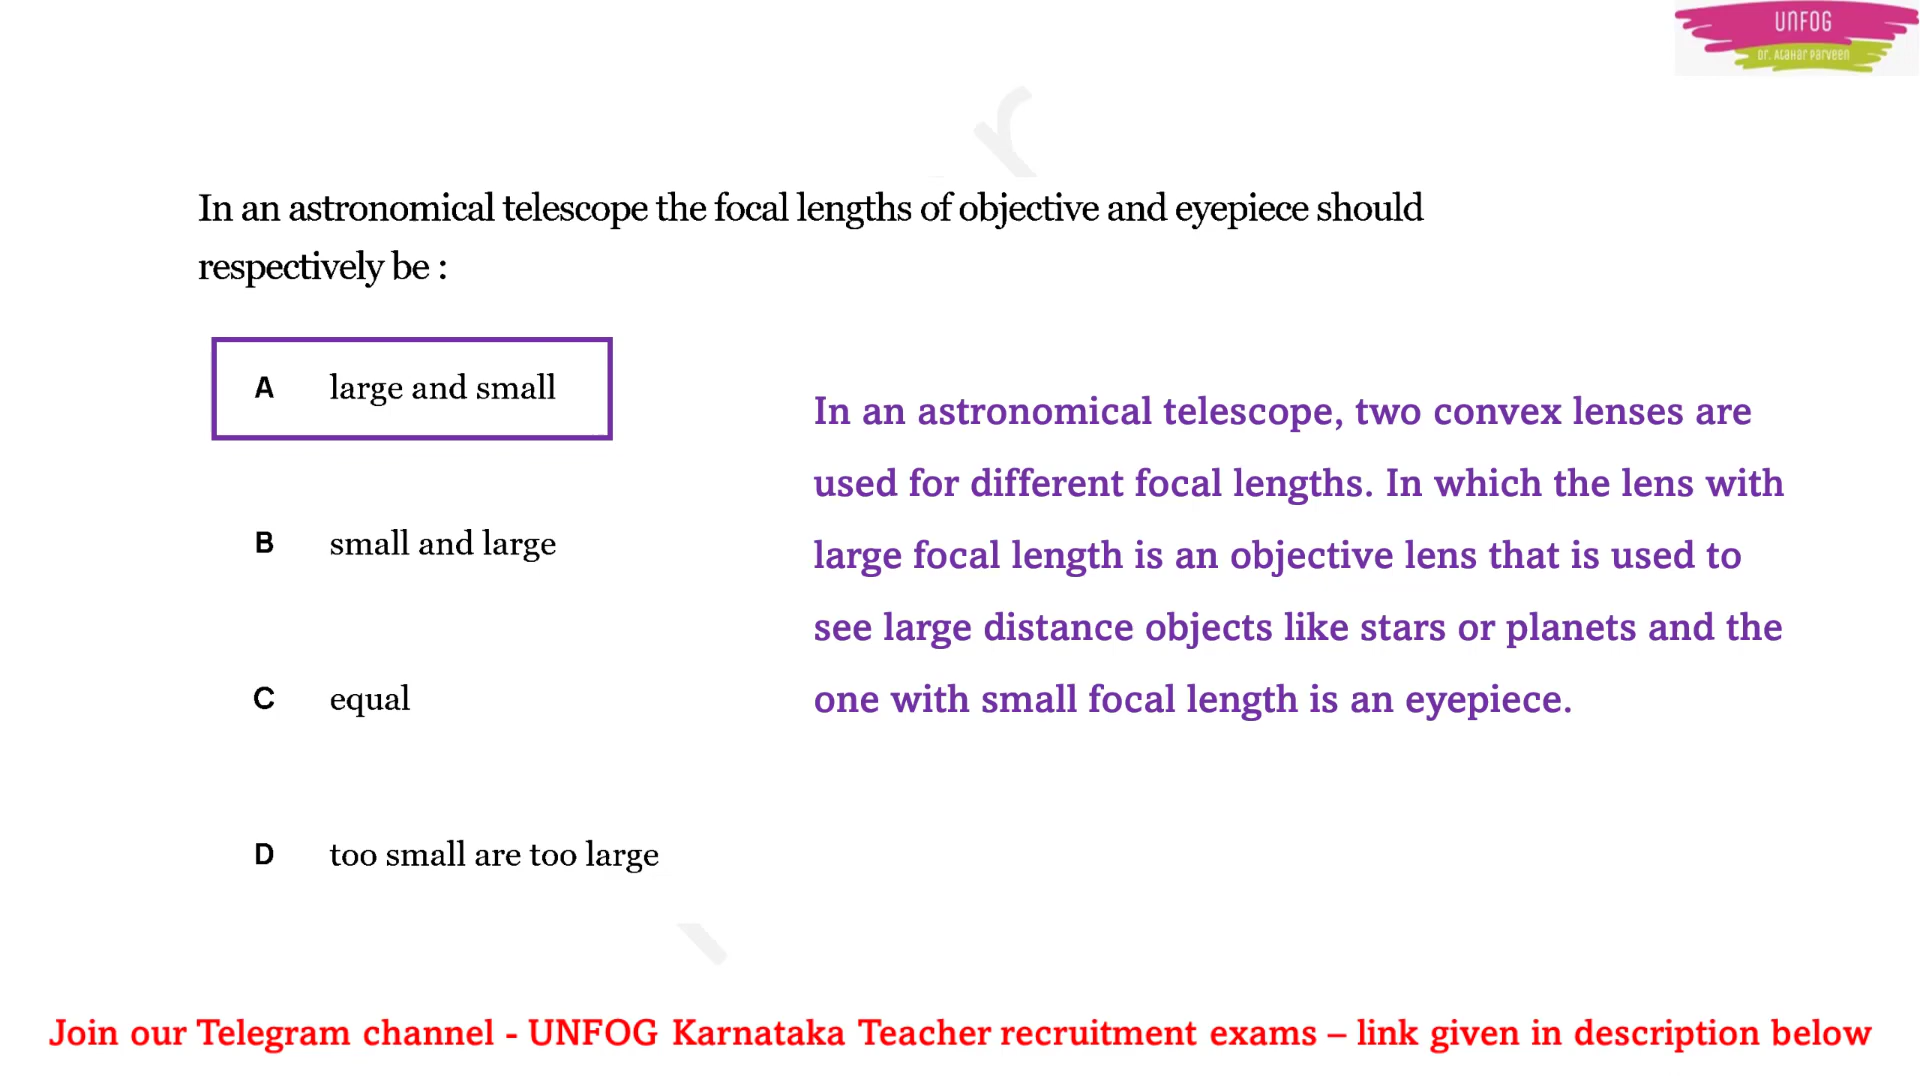 UNFOG
Dr. Atahar Parveen
In an astronomical telescope the focal lengths of objective and eyepiece should
respectively be :
A large and small
B small and large
C equal
D too small are too large
In an astronomical telescope, two convex lenses are
used for different focal lengths. In which the lens with
large focal length is an objective lens that is used to
see large distance objects like stars or planets and the
one with small focal length is an eyepiece.
Join our Telegram channel - UNFOG Karnataka Teacher recruitment exams – link given in description below